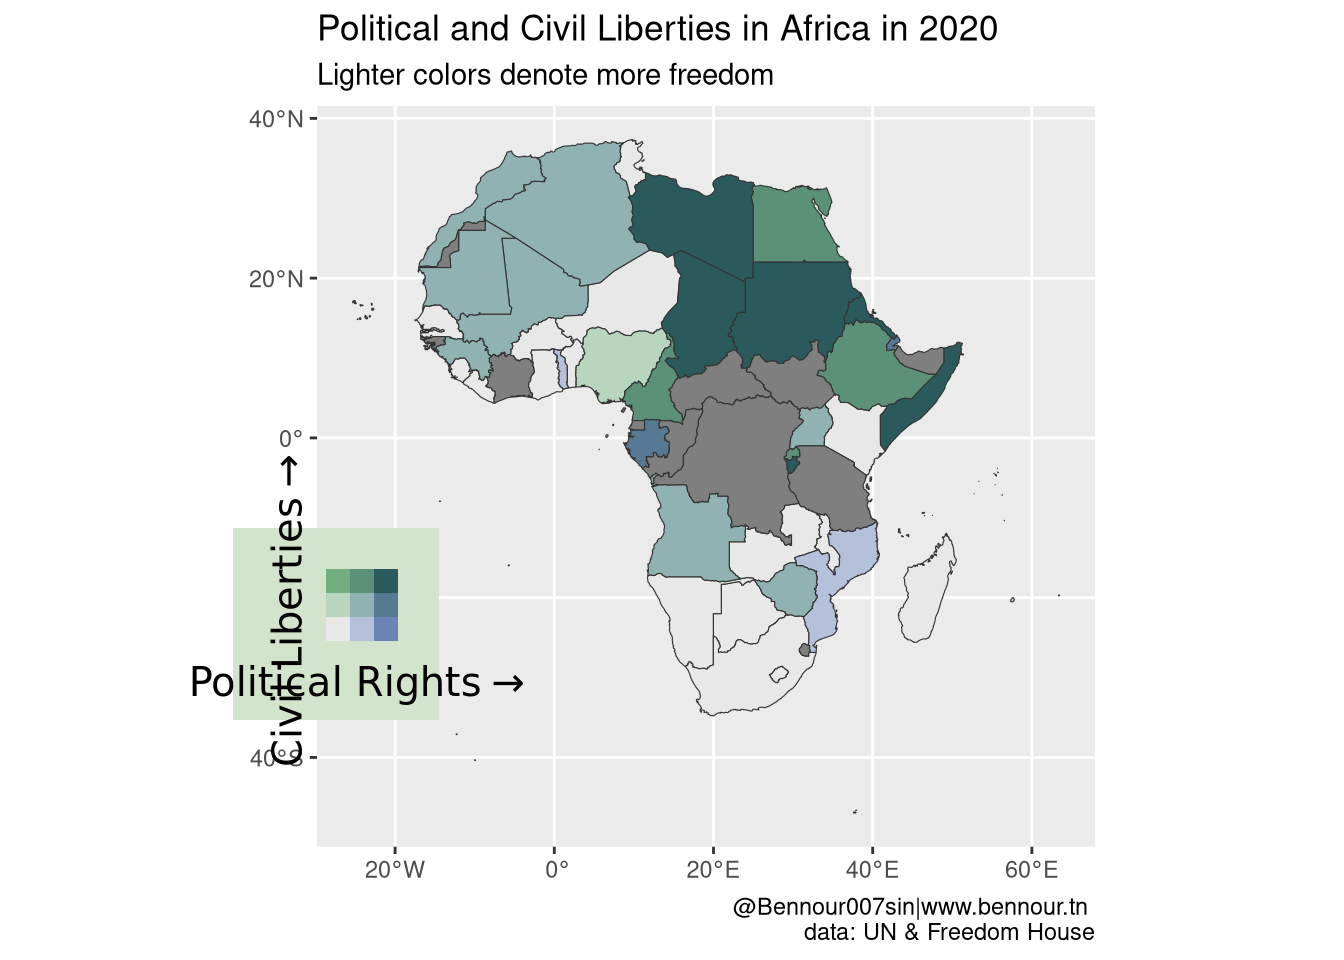 Political and Civil Liberties in Africa in 2020
Lighter colors denote more freedom
40°N
20°N
0°
40°S
Civil Liberties →
Political Rights →
20°W
0°
20°E
40°E
60°E
@Bennour007sin|www.bennour.tn
data: UN & Freedom House